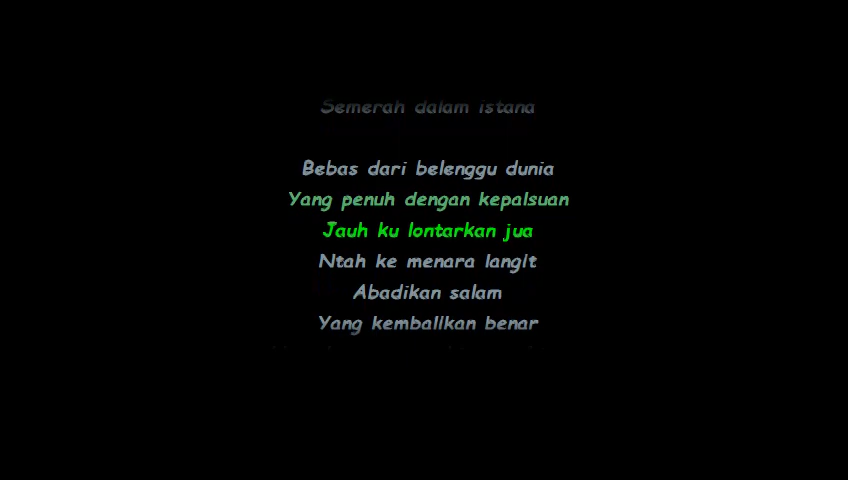 Semerah dalam istana
Bebas dari belenggu dunia
Yang penuh dengan kepalsuan
Jauh ku lontarkan jua
Ntah ke menara langit
Abadikan salam
Yang kembalikan benar